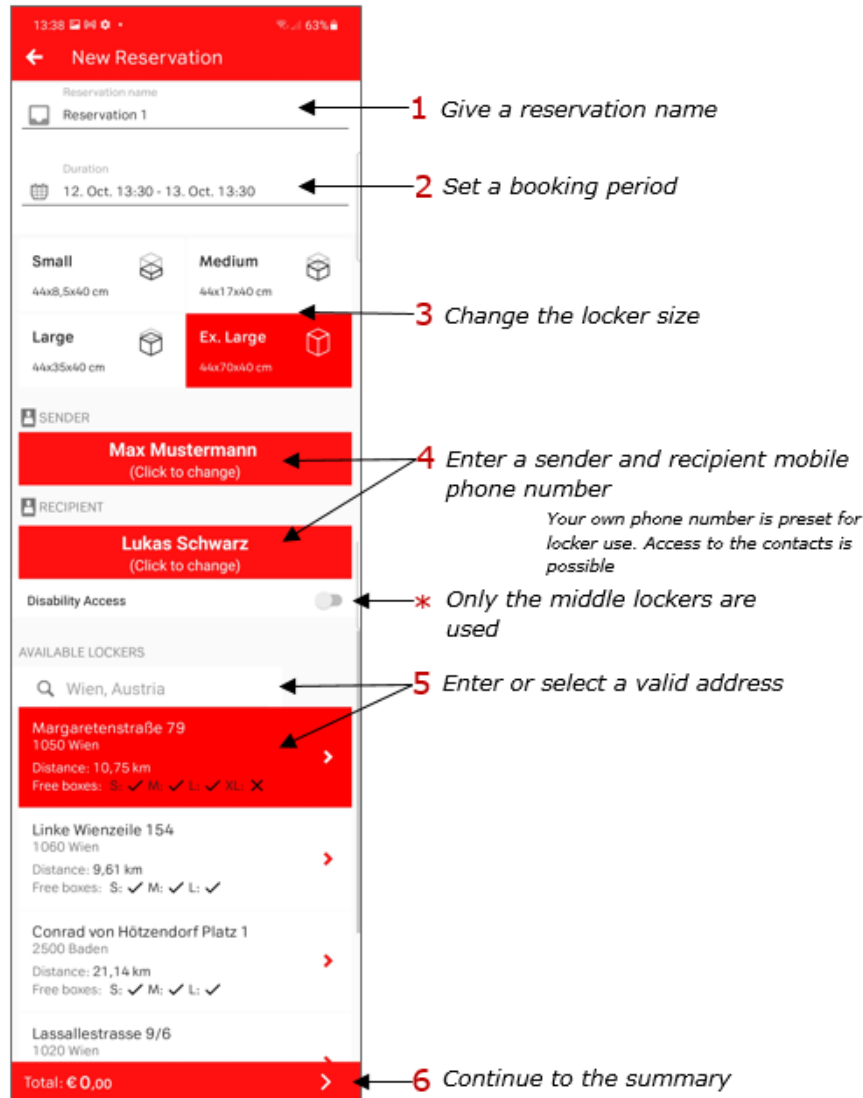 13:38 63%
New Reservation
Reservation name
Reservation 1
1 Give a reservation name
Duration
12. Oct. 13:30 - 13. Oct. 13:30
2 Set a booking period
Small
44x8,5x40 cm
Medium
44x17x40 cm
3 Change the locker size
Large
44x35x40 cm
Ex. Large
44x70x40 cm
SENDER
Max Mustermann
(Click to change)
4 Enter a sender and recipient mobile
phone number
Your own phone number is preset for
locker use. Access to the contacts is
possible
RECIPIENT
Lukas Schwarz
(Click to change)
Disability Access
* Only the middle lockers are
used
AVAILABLE LOCKERS
Wien, Austria
5 Enter or select a valid address
Margaretenstraße 79
1050 Wien
Distance: 10,75 km
Free boxes: S: ✓ M: ✓ L: ✓ XL: ✕
Linke Wienzeile 154
1060 Wien
Distance: 9,61 km
Free boxes: S: ✓ M: ✓ L: ✓
Conrad von Hötzendorf Platz 1
2500 Baden
Distance: 21,14 km
Free boxes: S: ✓ M: ✓ L: ✓
Lassallestrasse 9/6
1020 Wien
Total: € 0,00
6 Continue to the summary